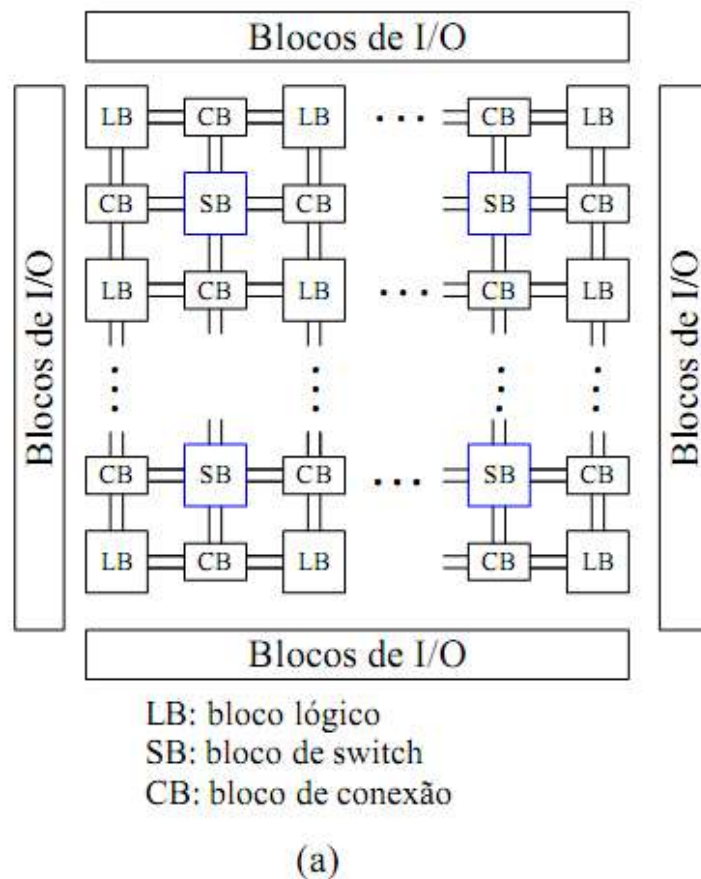 Blocos de I/O
Blocos de I/O
Blocos de I/O
LB CB LB ... CB LB
CB SB CB SB CB
LB CB LB ... CB LB
CB SB CB ... SB CB
LB CB LB CB LB
Blocos de I/O
LB: bloco lógico
SB: bloco de switch
CB: bloco de conexão
(a)